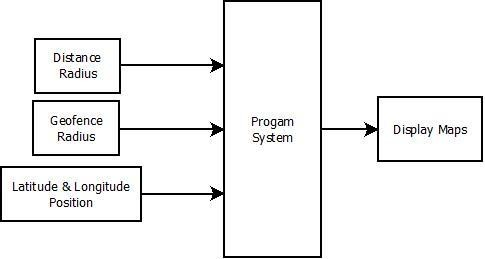 Distance
Radius
Geofence
Radius
Latitude & Longitude
Position
Progam
System
Display Maps